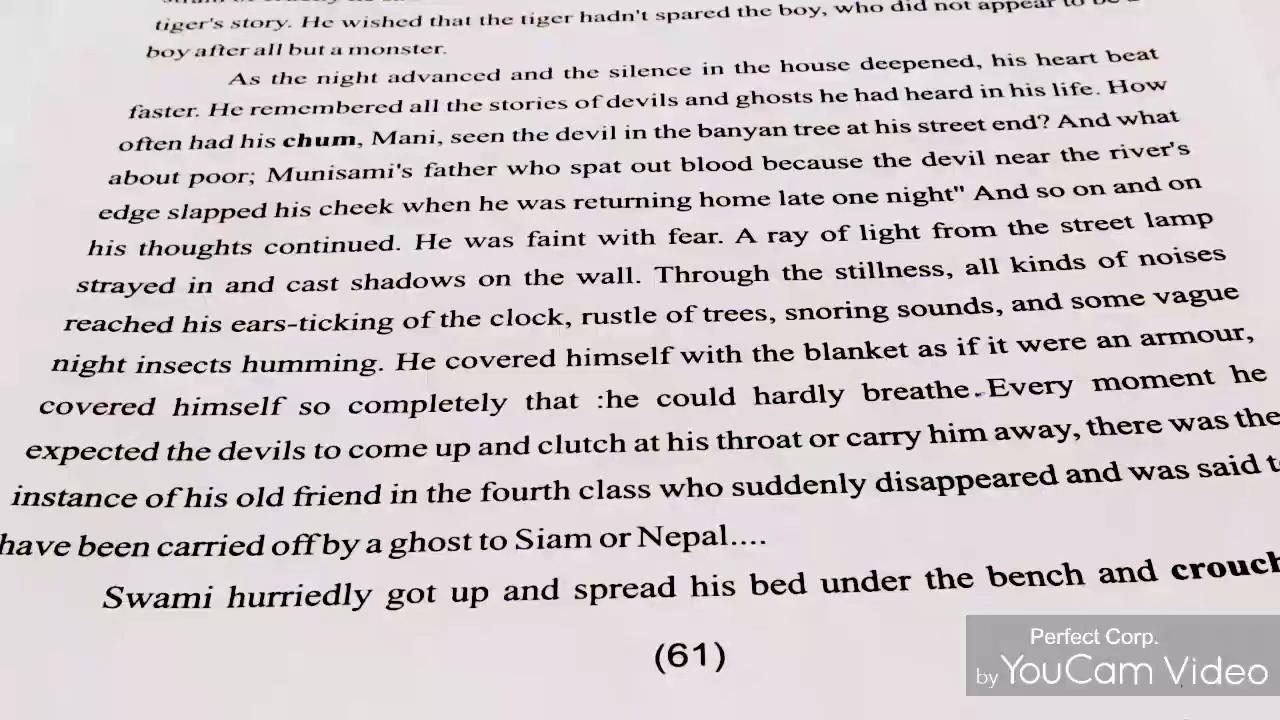 tiger's story. He wished that the tiger hadn't spared the boy, who did not appear to be a
boy after all but a monster.
As the night advanced and the silence in the house deepened, his heart beat
faster. He remembered all the stories of devils and ghosts he had heard in his life. How
often had his chum, Mani, seen the devil in the banyan tree at his street end? And what
about poor; Munisami's father who spat out blood because the devil near the river's
edge slapped his cheek when he was returning home late one night" And so on and on
his thoughts continued. He was faint with fear. A ray of light from the street lamp
strayed in and cast shadows on the wall. Through the stillness, all kinds of noises
reached his ears-ticking of the clock, rustle of trees, snoring sounds, and some vague
night insects humming. He covered himself with the blanket as if it were an armour,
covered himself so completely that :he could hardly breathe. Every moment he
expected the devils to come up and clutch at his throat or carry him away, there was the
instance of his old friend in the fourth class who suddenly disappeared and was said to
have been carried off by a ghost to Siam or Nepal....
Swami hurriedly got up and spread his bed under the bench and crouch
(61)
Perfect Corp.
by YouCam Video